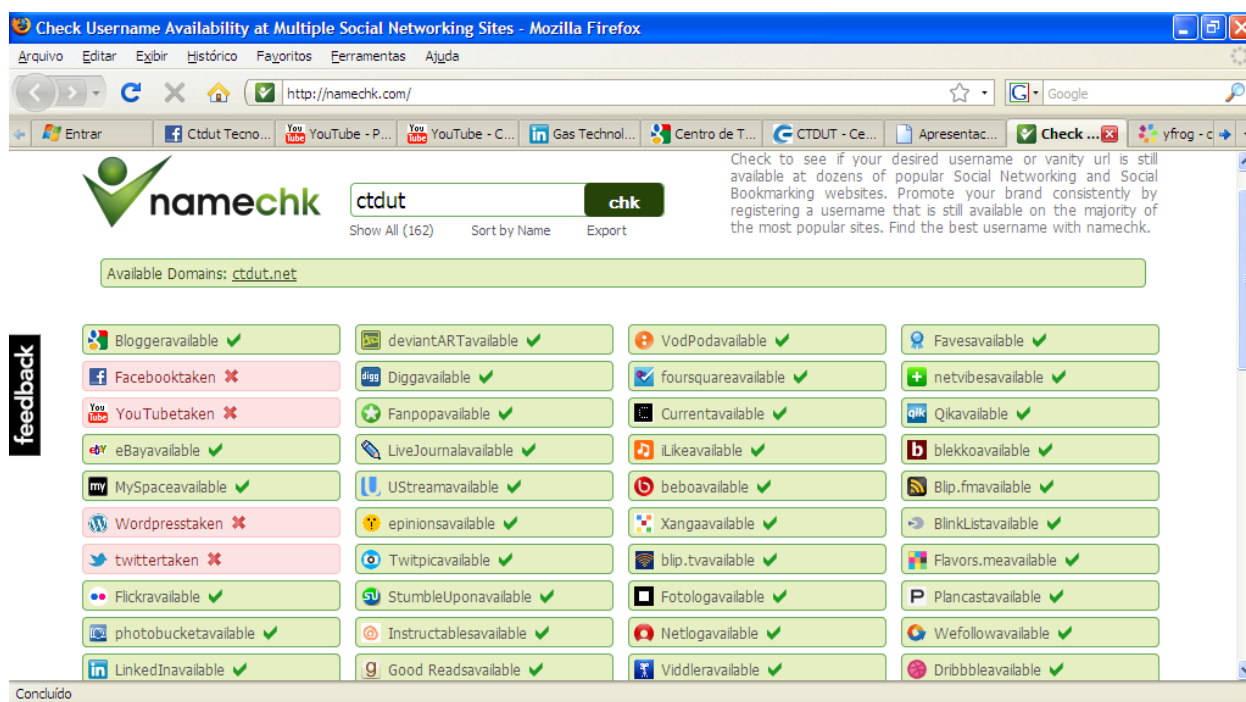 Check Username Availability at Multiple Social Networking Sites - Mozilla Firefox
Arquivo Editar Exibir Histórico Favoritos Ferramentas Ajuda
http://namechk.com/ Google
Entrar Ctdut Tecno... YouTube - P... YouTube - C... Gas Technol... Centro de T... CTDUT - Ce... Apresentac... Check ... yfrog - c
namechk
ctdut chk
Show All (162) Sort by Name Export
Check to see if your desired username or vanity url is still
available at dozens of popular Social Networking and Social
Bookmarking websites. Promote your brand consistently by
registering a username that is still available on the majority of
the most popular sites. Find the best username with namechk.
Available Domains: ctdut.net
feedback
Bloggeravailable deviantARTavailable VodPodavailable Favesavailable
Facebooktaken Diggavailable foursquareavailable netvibesavailable
YouTubetaken Fanpopavailable Currentavailable Qikavailable
eBayavailable LiveJournalavailable iLikeavailable blekkoavailable
MySpaceavailable UStreamavailable beboavailable Blip.fmavailable
Wordpresstaken epinionsavailable Xangaavailable BlinkListavailable
twittertaken Twitpicavailable blip.tvavailable Flavors.meavailable
Flickravailable StumbleUponavailable Fotologavailable Plancastavailable
photobucketavailable Instructablesavailable Netlogavailable Wefollowavailable
LinkedInavailable Good Readsavailable Viddleravailable Dribbbleavailable
Concluído